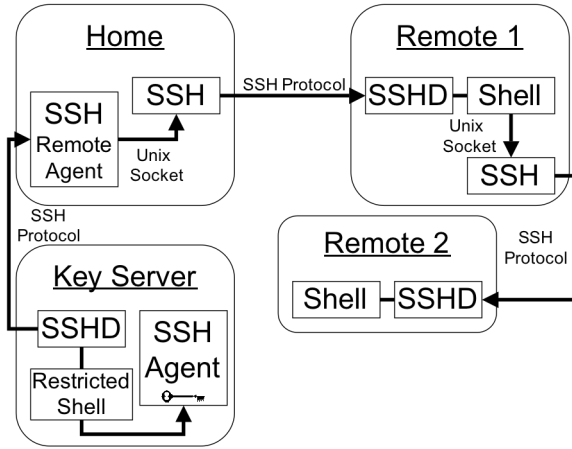 Home
SSH
Remote
Agent
SSH
Unix
Socket
SSH Protocol
Remote 1
SSHD
Shell
Unix
Socket
SSH
SSH
Protocol
Remote 2
Shell
SSHD
SSH
Protocol
Key Server
SSHD
Restricted
Shell
SSH
Agent